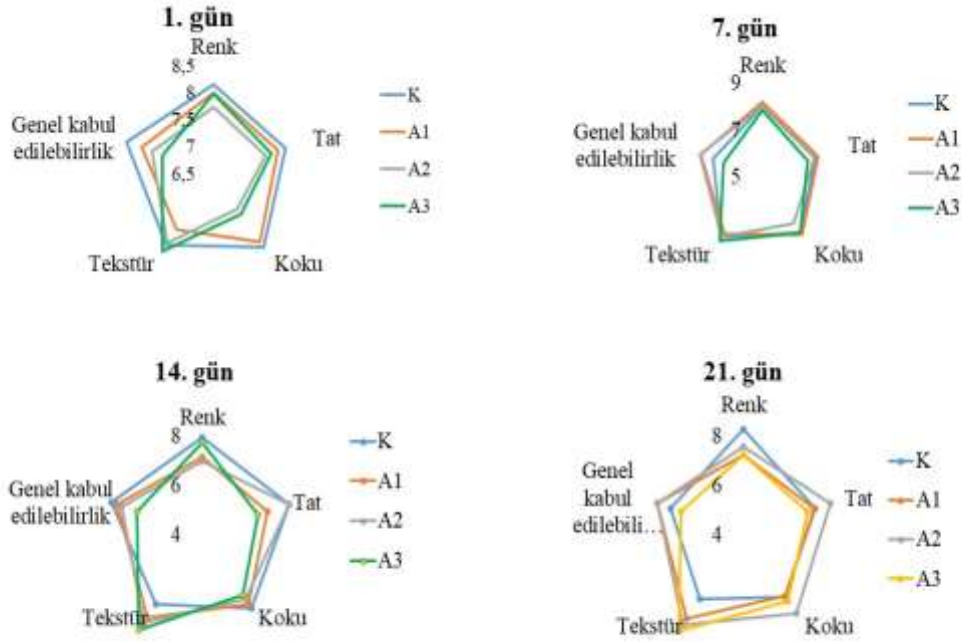 1. gün
Renk
8,5
8
7,5
7
6,5
Genel kabul
edilebilirlik
Tat
Tekstür
Koku
K
A1
A2
A3
7. gün
Renk
9
7
5
Genel kabul
edilebilirlik
Tat
Tekstür
Koku
K
A1
A2
A3
14. gün
Renk
8
6
4
Genel kabul
edilebilirlik
Tat
Tekstür
Koku
K
A1
A2
A3
21. gün
Renk
8
6
4
Genel
kabul
edilebili…
Tat
Tekstür
Koku
K
A1
A2
A3